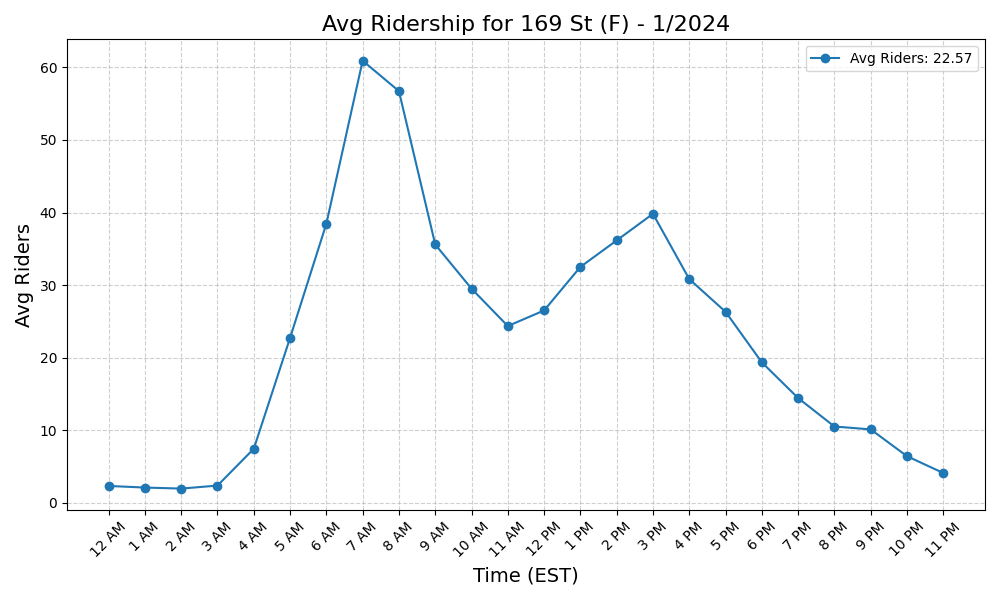 Avg Ridership for 169 St (F) - 1/2024
Avg Riders: 22.57
Avg Riders
60
50
40
30
20
10
0
12 AM
1 AM
2 AM
3 AM
4 AM
5 AM
6 AM
7 AM
8 AM
9 AM
10 AM
11 AM
12 PM
1 PM
2 PM
3 PM
4 PM
5 PM
6 PM
7 PM
8 PM
9 PM
10 PM
11 PM
Time (EST)